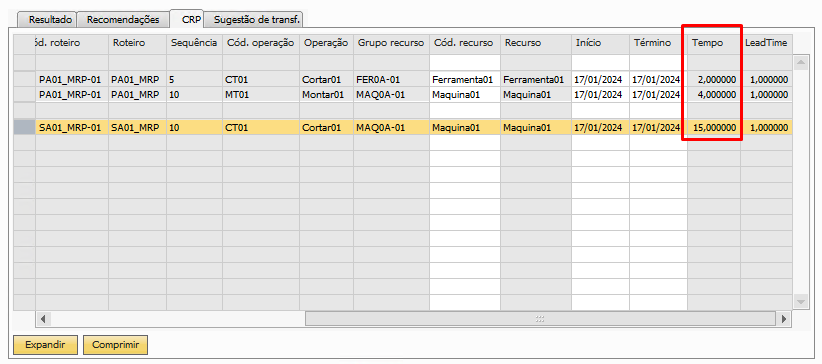 Resultado Recomendações CRP Sugestão de transf.
ód. roteiro Roteiro Sequência Cód. operação Operação Grupo recurso Cód. recurso Recurso Início Término Tempo LeadTime
PA01_MRP-01 PA01_MRP 5 CT01 Cortar01 FER0A-01 Ferramenta01 Ferramenta01 17/01/2024 17/01/2024 2,000000 1,000000
PA01_MRP-01 PA01_MRP 10 MT01 Montar01 MAQ0A-01 Maquina01 Maquina01 17/01/2024 17/01/2024 4,000000 1,000000
SA01_MRP-01 SA01_MRP 10 CT01 Cortar01 MAQ0A-01 Maquina01 Maquina01 17/01/2024 17/01/2024 15,000000 1,000000
Expandir Comprimir